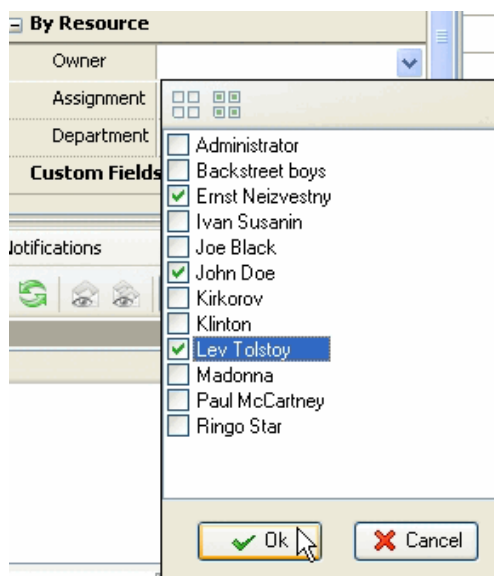 By Resource
Owner
Assignment
Department
Custom Fields
Notifications
Administrator
Backstreet boys
Ernst Neizvestny
Ivan Susanin
Joe Black
John Doe
Kirkorov
Klinton
Lev Tolstoy
Madonna
Paul McCartney
Ringo Star
Ok
Cancel